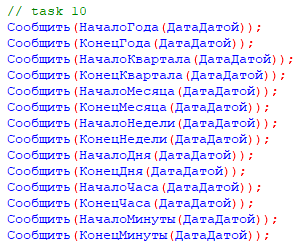 // task 10
Сообщить(НачалоГода(ДатаДатой));
Сообщить(КонецГода(ДатаДатой));
Сообщить(НачалоКвартала(ДатаДатой));
Сообщить(КонецКвартала(ДатаДатой));
Сообщить(НачалоМесяца(ДатаДатой));
Сообщить(КонецМесяца(ДатаДатой));
Сообщить(НачалоНедели(ДатаДатой));
Сообщить(КонецНедели(ДатаДатой));
Сообщить(НачалоДня(ДатаДатой));
Сообщить(КонецДня(ДатаДатой));
Сообщить(НачалоЧаса(ДатаДатой));
Сообщить(КонецЧаса(ДатаДатой));
Сообщить(НачалоМинуты(ДатаДатой));
Сообщить(КонецМинуты(ДатаДатой));